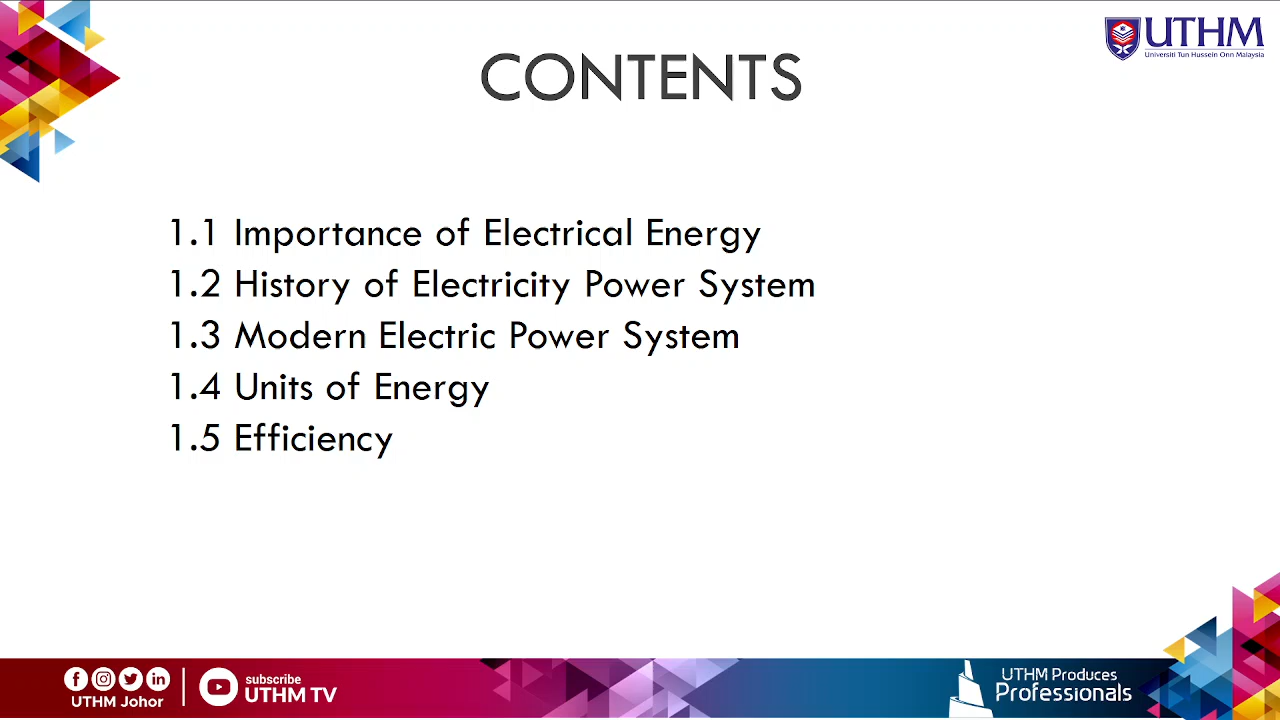 UTHM
Universiti Tun Hussein Onn Malaysia
CONTENTS
1.1 Importance of Electrical Energy
1.2 History of Electricity Power System
1.3 Modern Electric Power System
1.4 Units of Energy
1.5 Efficiency
UTHM Johor
subscribe
UTHM TV
UTHM Produces
Professionals